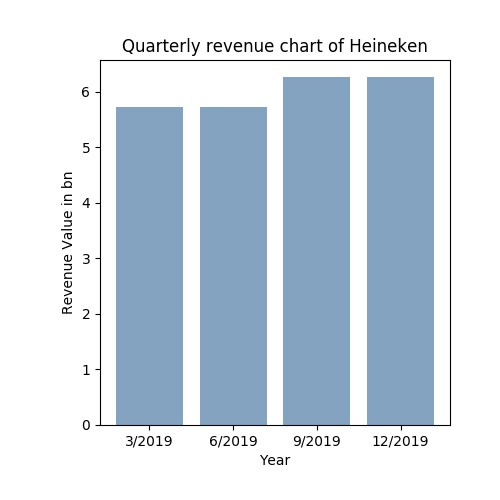 Quarterly revenue chart of Heineken
Revenue Value in bn
6
5
4
3
2
1
0
3/2019 6/2019 9/2019 12/2019
Year